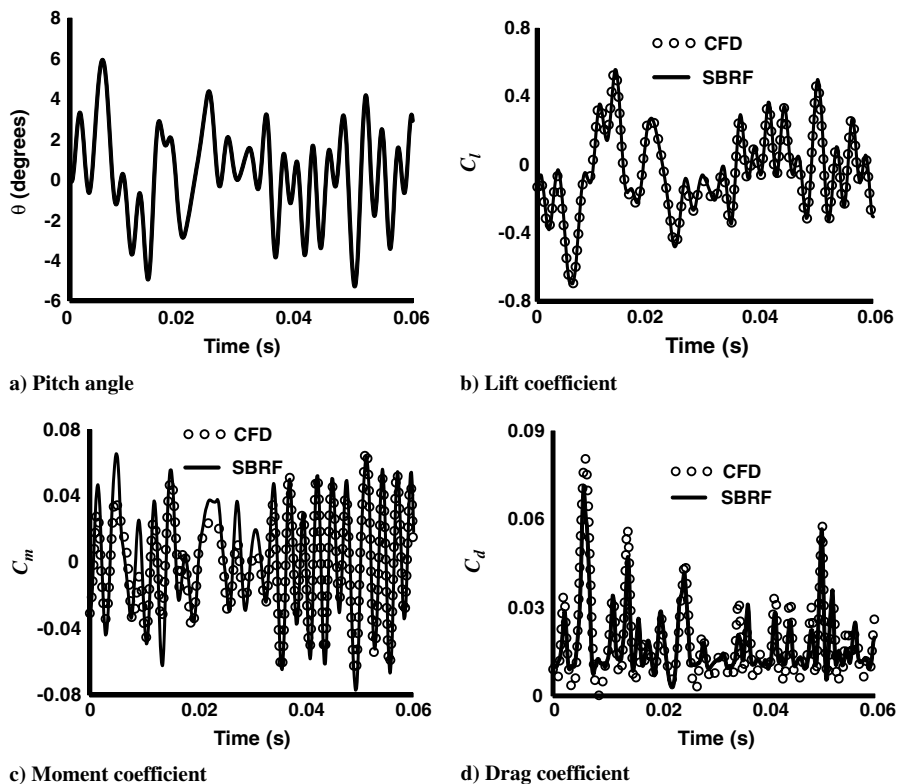 8
6
4
2
0
-2
-4
-6
θ (degrees)
0 0.02 0.04 0.06
Time (s)
a) Pitch angle
0.8
0.4
0
-0.4
-0.8
C_l
CFD
SBRF
0 0.02 0.04 0.06
Time (s)
b) Lift coefficient
0.08
0.04
0
-0.04
-0.08
C_m
CFD
SBRF
0 0.02 0.04 0.06
Time (s)
c) Moment coefficient
0.09
0.06
0.03
0
C_d
CFD
SBRF
0 0.02 0.04 0.06
Time (s)
d) Drag coefficient